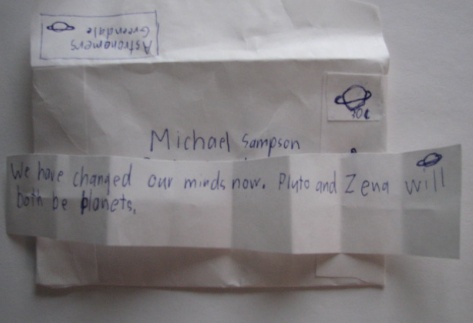 Astronomers
Greendale
10¢
Michael Sampson
We have changed our minds now. Pluto and Zena will
both be planets.